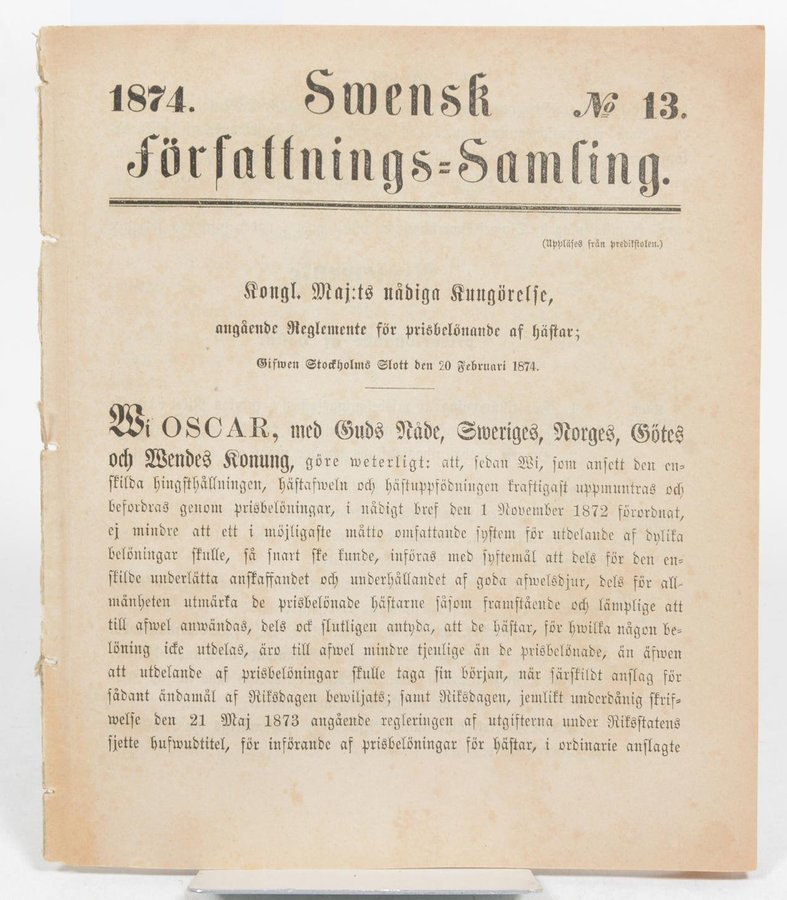 1874.
Swensk
№ 13.
Författnings-Samling.
(Uppläses från predikstolen.)
Kongl. Maj:ts nådiga Kungörelse,
angående Reglemente för prisbelönande af hästar;
Gifwen Stockholms Slott den 20 Februari 1874.
Wi OSCAR, med Guds Nåde, Sweriges, Norges, Götes
och Wendes Konung, göre weterligt: att, sedan Wi, som ansett den en-
skilda hingsthållningen, hästafweln och hästuppfödningen kraftigast uppmuntras och
befordras genom prisbelöningar, i nådigt bref den 1 November 1872 förordnat,
ej mindre att ett i möjligaste måtto omfattande system för utdelande af dylika
belöningar skulle, så snart ske kunde, införas med syftemål att dels för den en-
skilde underlätta anskaffandet och underhållandet af goda afwelsdjur, dels för all-
mänheten utmärka de prisbelönade hästarne såsom framstående och lämplige att
till afwel anwändas, dels ock slutligen antyda, att de hästar, för hwilka någon be-
löning icke utdelas, äro till afwel mindre tjenlige än de prisbelönade, än äfwen
att utdelande af prisbelöningar skulle taga sin början, när särskildt anslag för
sådant ändamål af Riksdagen bewiljats; samt Riksdagen, jemlikt underdånig skrif-
welse den 21 Maj 1873 angående regleringen af utgifterna under Riksstatens
sjette hufwudtitel, för införande af prisbelöningar för hästar, i ordinarie anslagte